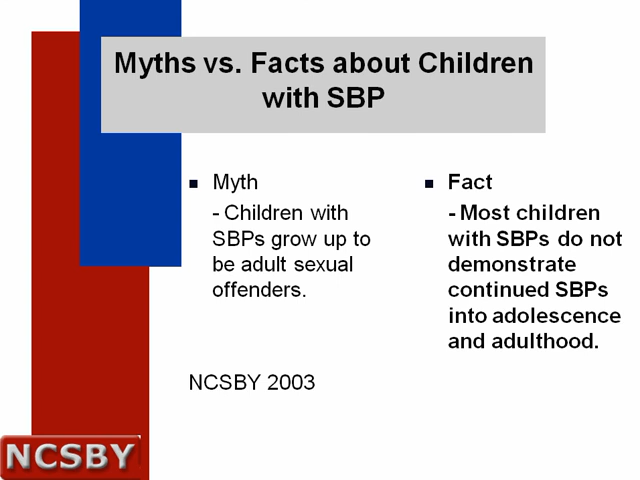 Myths vs. Facts about Children
with SBP
Myth
- Children with
SBPs grow up to
be adult sexual
offenders.
Fact
- Most children
with SBPs do not
demonstrate
continued SBPs
into adolescence
and adulthood.
NCSBY 2003
NCSBY